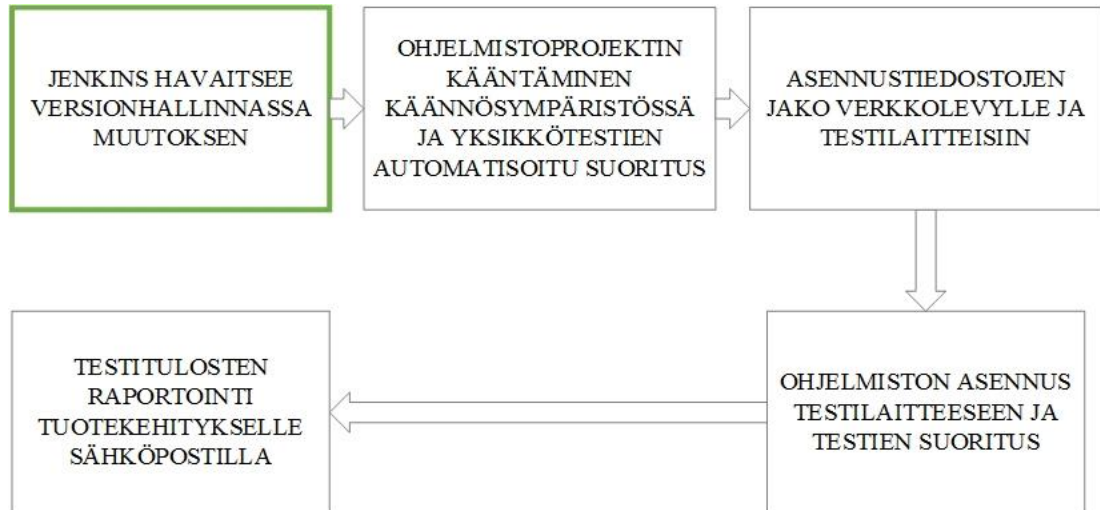 JENKINS HAVAITSEE
VERSIONHALLINNASSA
MUUTOKSEN
OHJELMISTOPROJEKTIN
KÄÄNTÄMINEN
KÄÄNNÖSYMPÄRISTÖSSÄ
JA YKSIKKÖTESTIEN
AUTOMATISOITU SUORITUS
ASENNUSTIEDOSTOJEN
JAKO VERKKOLEVYLLE JA
TESTILAITTEISIIN
OHJELMISTON ASENNUS
TESTILAITTEESEEN JA
TESTIEN SUORITUS
TESTITULOSTEN
RAPORTOINTI
TUOTEKEHITYKSELLE
SÄHKÖPOSTILLA